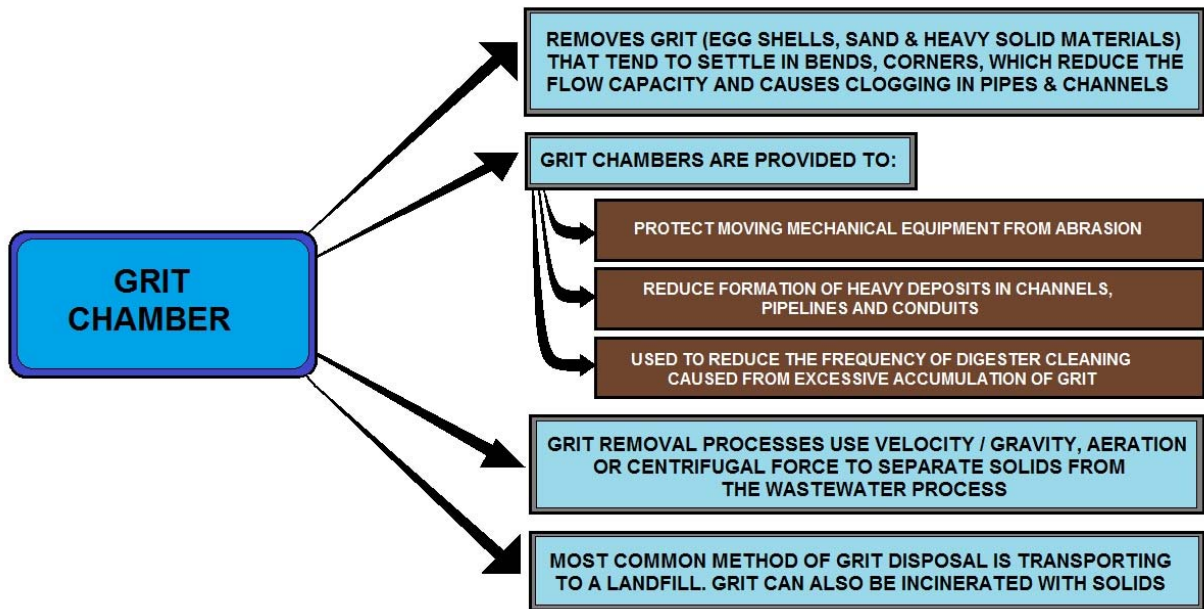 GRIT
CHAMBER
REMOVES GRIT (EGG SHELLS, SAND & HEAVY SOLID MATERIALS)
THAT TEND TO SETTLE IN BENDS, CORNERS, WHICH REDUCE THE
FLOW CAPACITY AND CAUSES CLOGGING IN PIPES & CHANNELS
GRIT CHAMBERS ARE PROVIDED TO:
PROTECT MOVING MECHANICAL EQUIPMENT FROM ABRASION
REDUCE FORMATION OF HEAVY DEPOSITS IN CHANNELS,
PIPELINES AND CONDUITS
USED TO REDUCE THE FREQUENCY OF DIGESTER CLEANING
CAUSED FROM EXCESSIVE ACCUMULATION OF GRIT
GRIT REMOVAL PROCESSES USE VELOCITY / GRAVITY, AERATION
OR CENTRIFUGAL FORCE TO SEPARATE SOLIDS FROM
THE WASTEWATER PROCESS
MOST COMMON METHOD OF GRIT DISPOSAL IS TRANSPORTING
TO A LANDFILL. GRIT CAN ALSO BE INCINERATED WITH SOLIDS